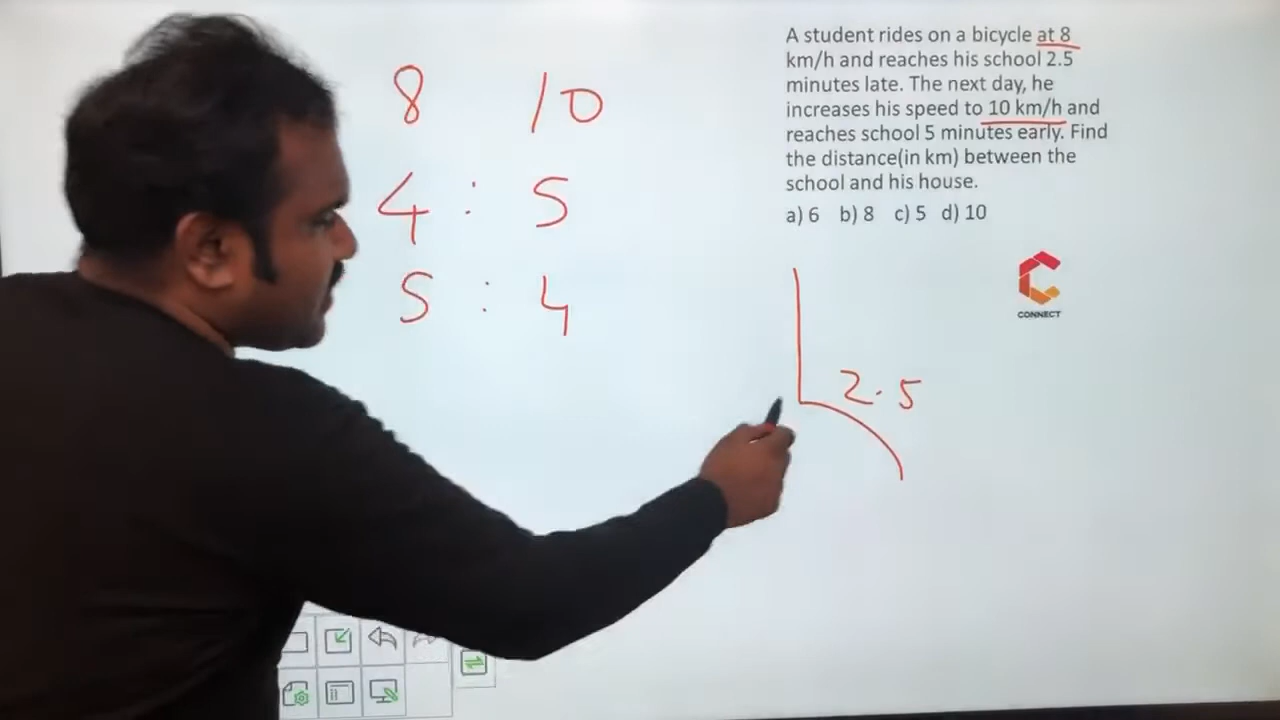 A student rides on a bicycle at 8
km/h and reaches his school 2.5
minutes late. The next day, he
increases his speed to 10 km/h and
reaches school 5 minutes early. Find
the distance(in km) between the
school and his house.
a) 6 b) 8 c) 5 d) 10
CONNECT
8 10
4 : 5
5 : 4
2.5